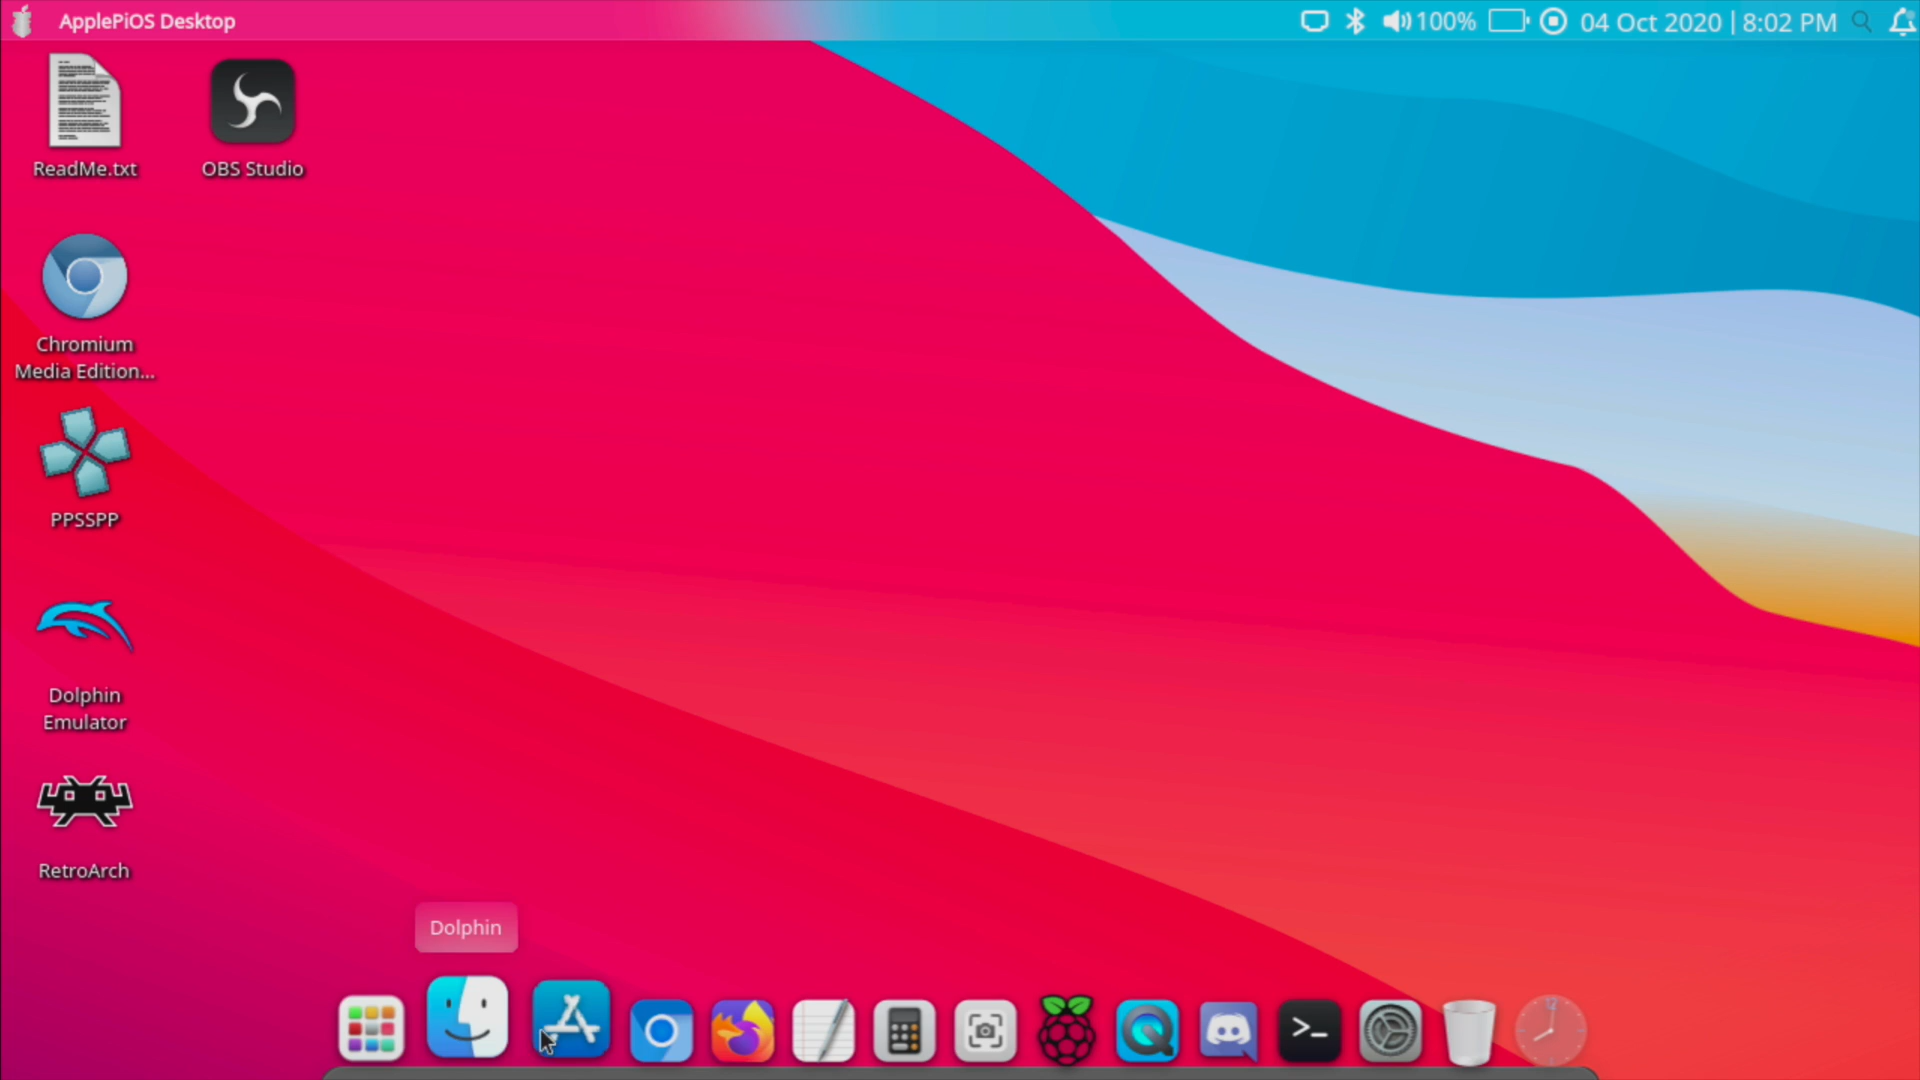 ApplePiOS Desktop
100%
04 Oct 2020 | 8:02 PM
ReadMe.txt
OBS Studio
Chromium
Media Edition...
PPSSPP
Dolphin
Emulator
RetroArch
Dolphin
>_
12